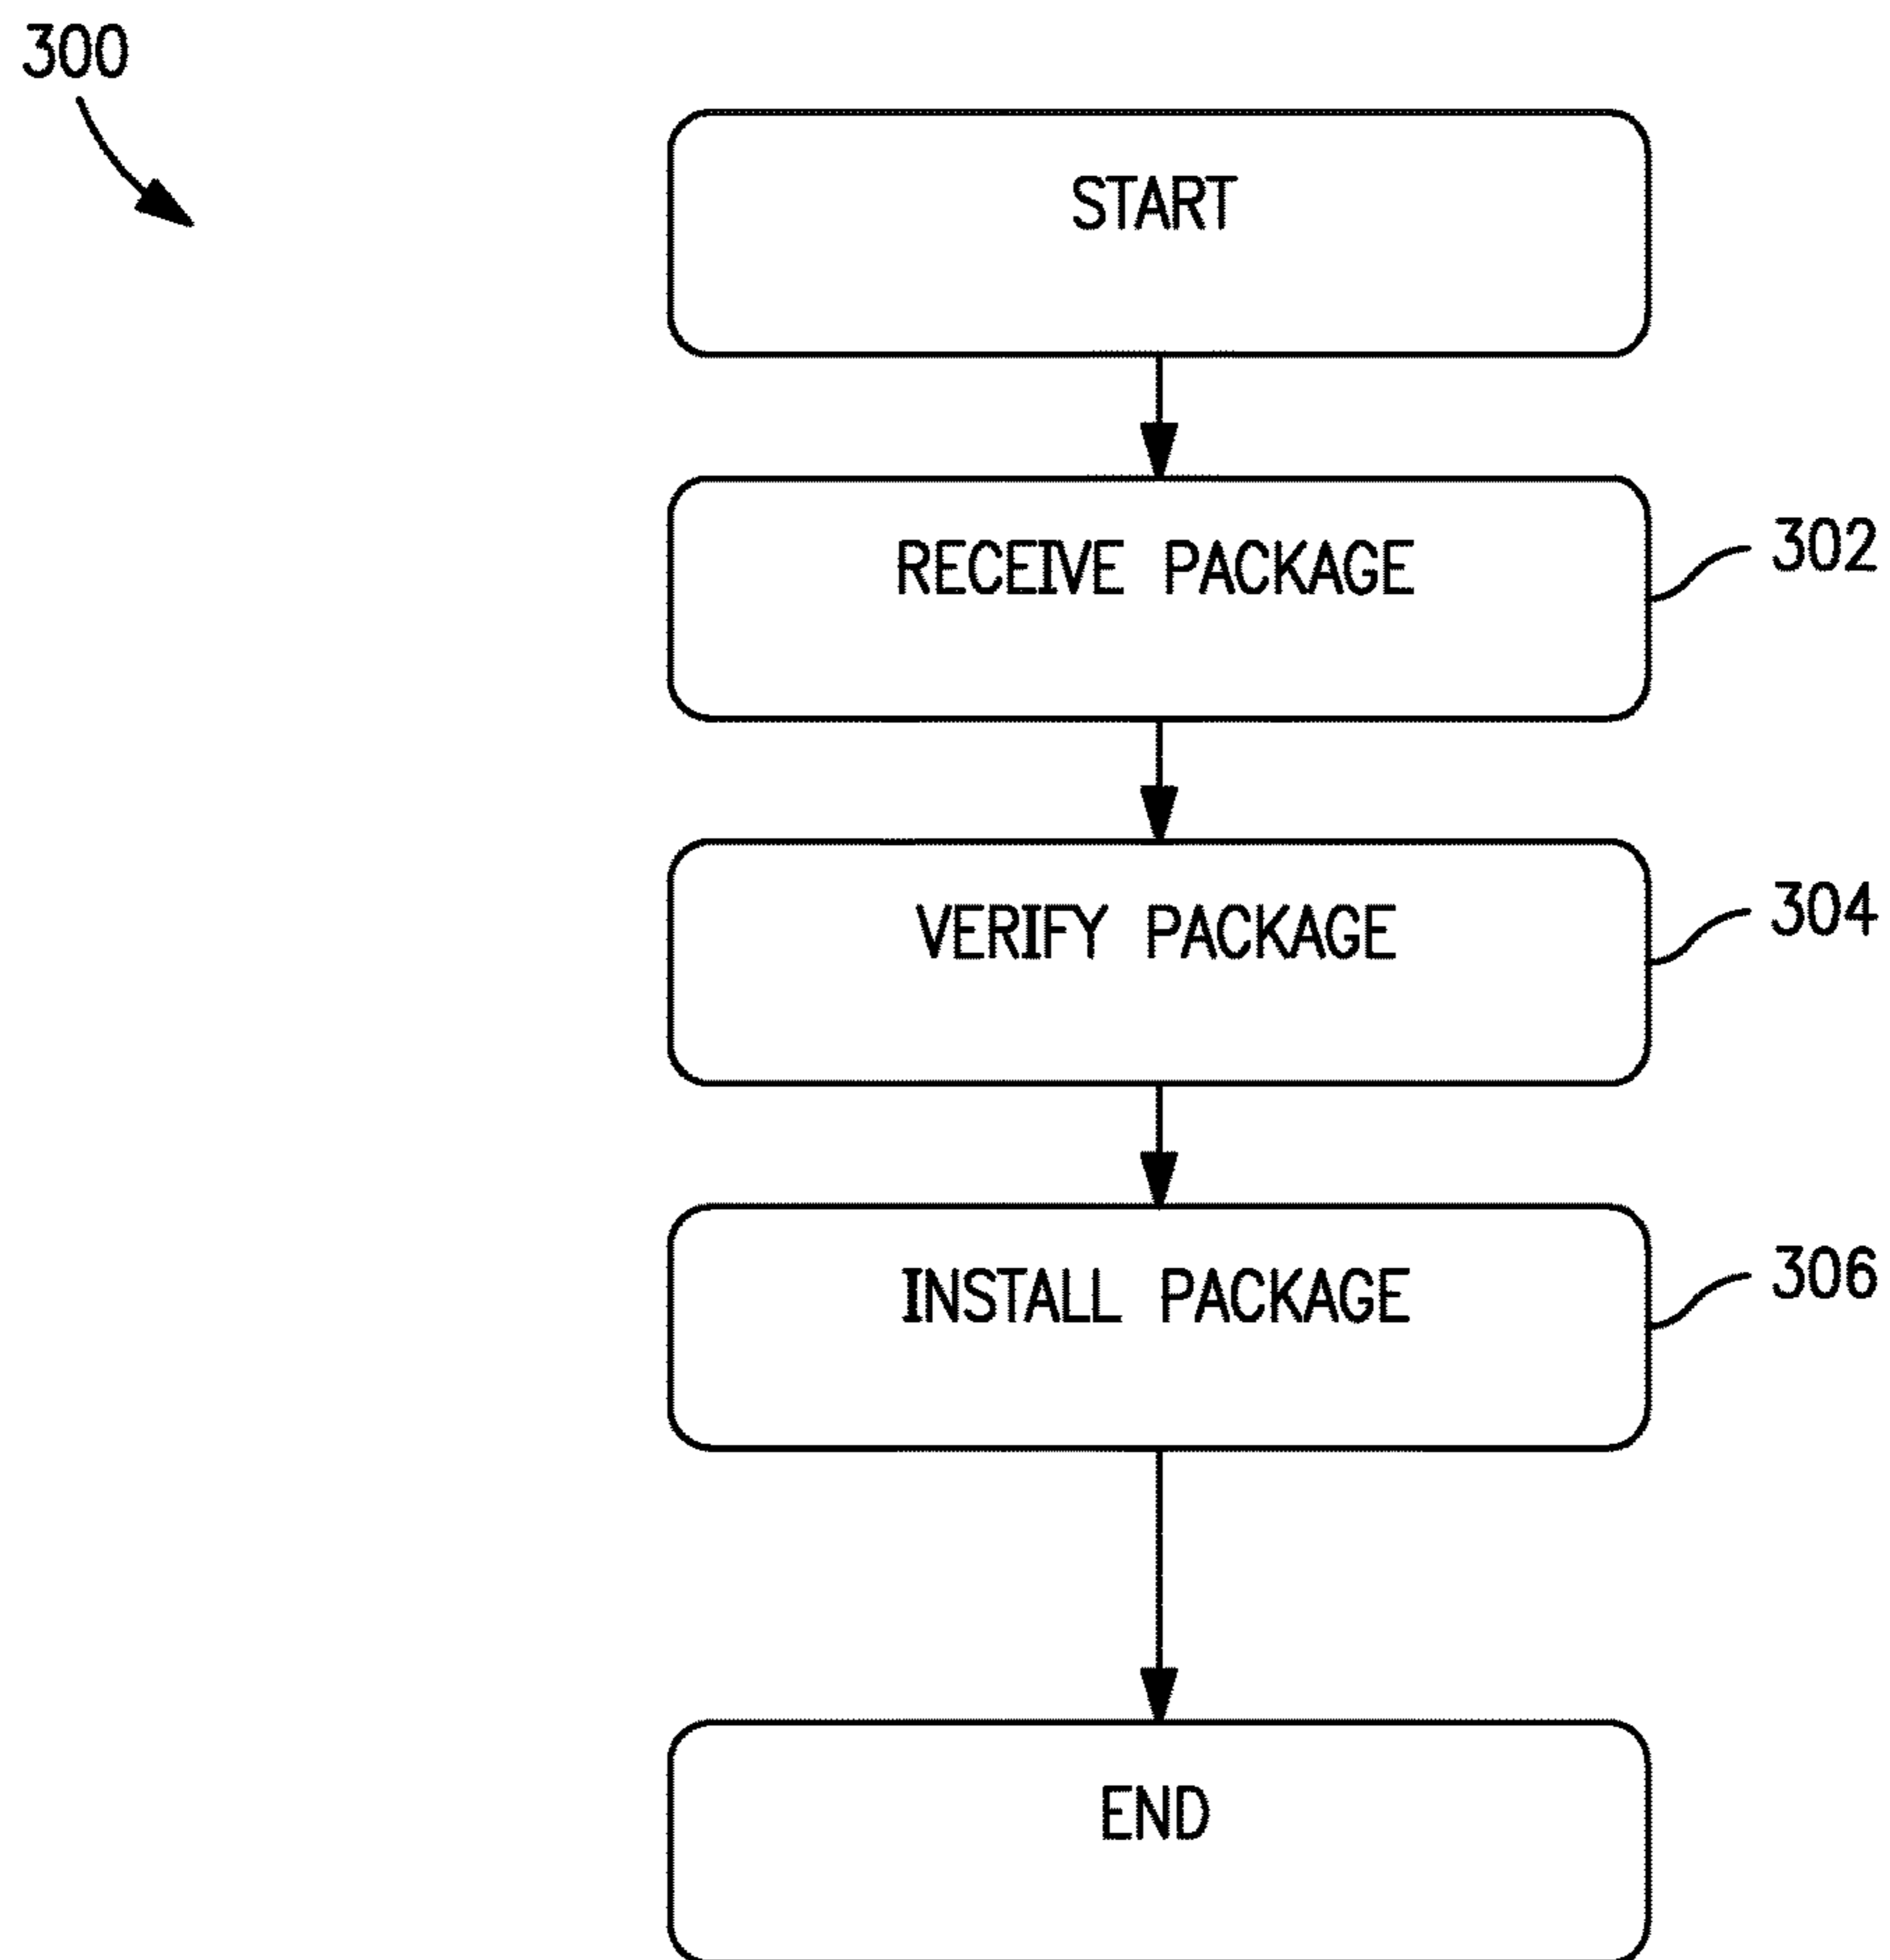 300
START
RECEIVE PACKAGE
302
VERIFY PACKAGE
304
INSTALL PACKAGE
306
END